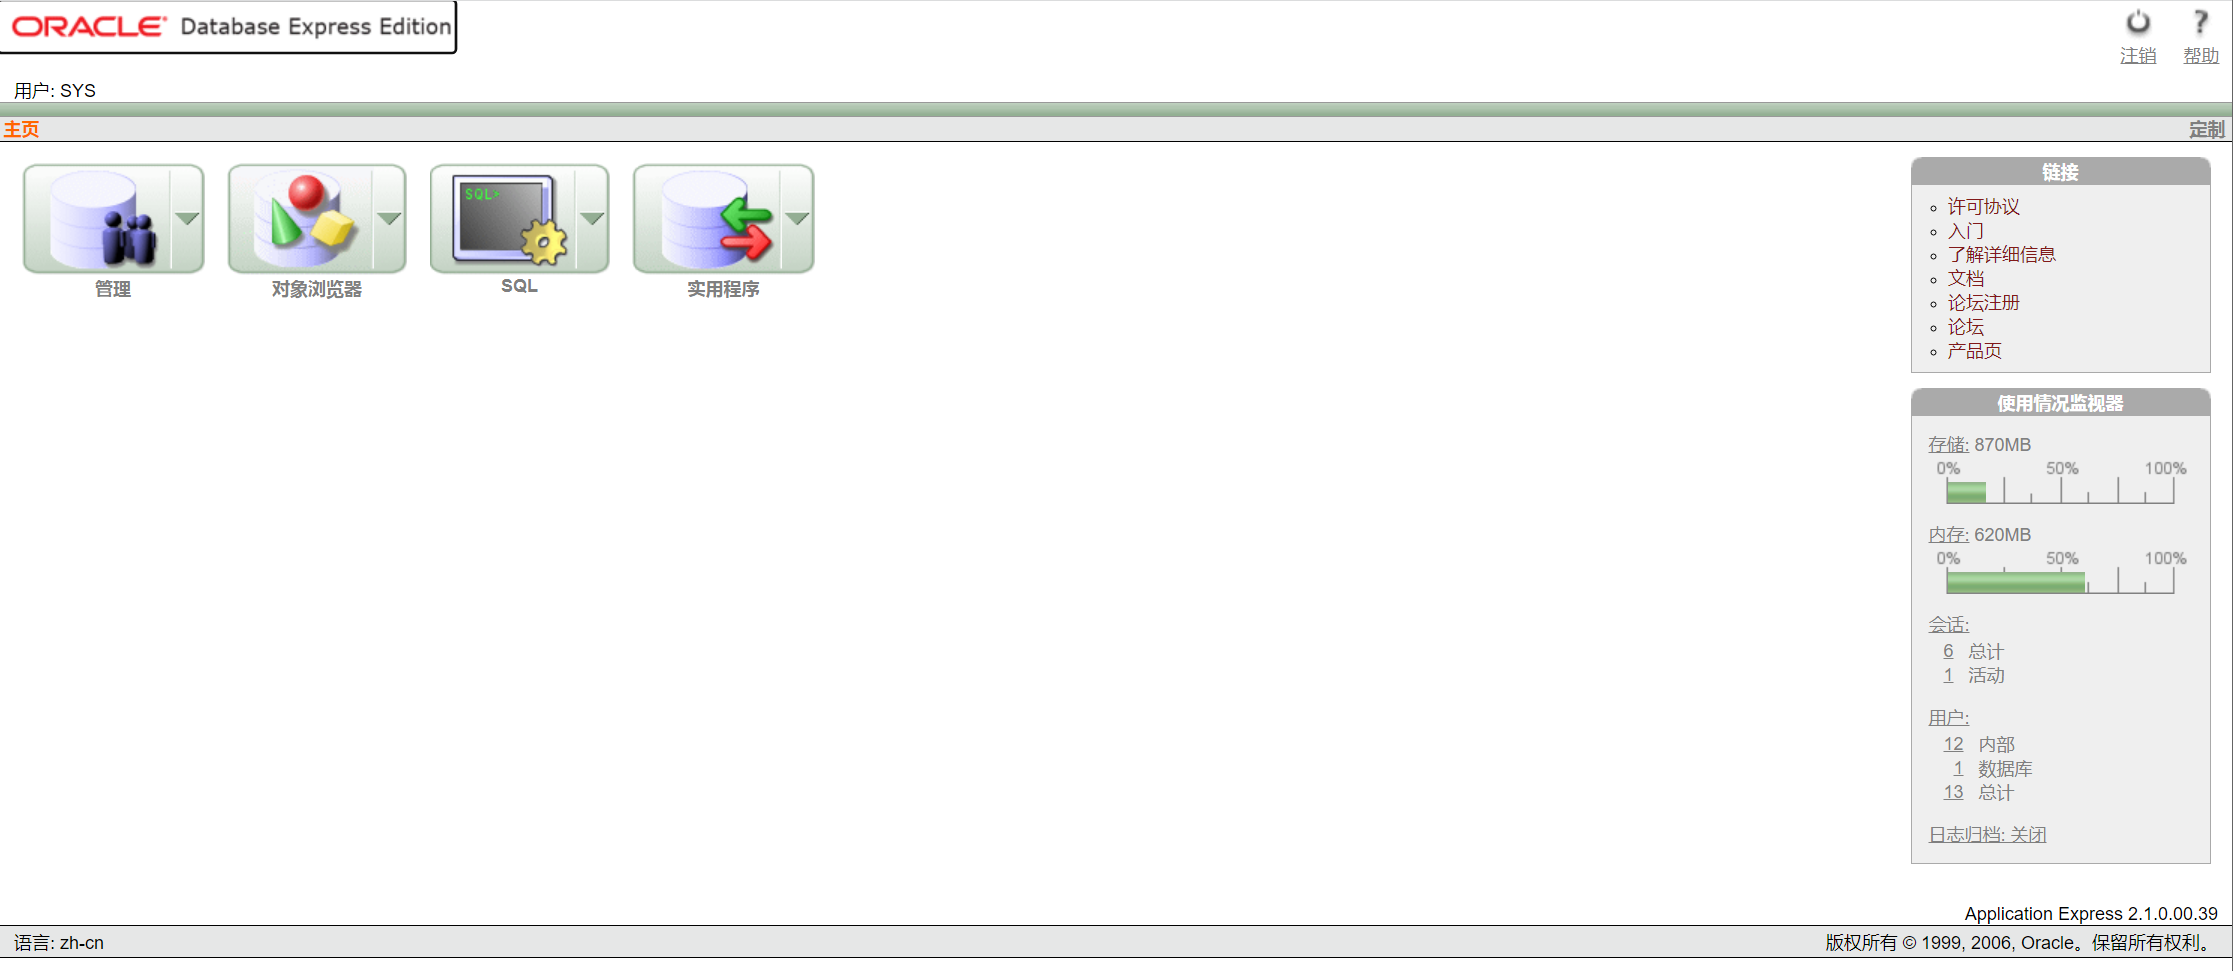 ORACLE Database Express Edition
注销 帮助
用户: SYS
主页 定制
SQL>
管理 对象浏览器 SQL 实用程序
链接
许可协议
入门
了解详细信息
文档
论坛注册
论坛
产品页
使用情况监视器
存储: 870MB
0% 50% 100%
内存: 620MB
0% 50% 100%
会话:
6 总计
1 活动
用户:
12 内部
1 数据库
13 总计
日志归档: 关闭
Application Express 2.1.0.00.39
语言: zh-cn 版权所有 © 1999, 2006, Oracle。保留所有权利。